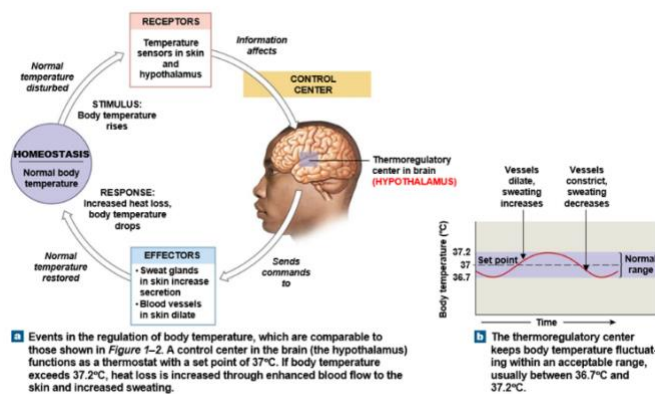 RECEPTORS
Temperature
sensors in skin
and
hypothalamus
Information
affects
CONTROL
CENTER
Normal
temperature
disturbed
STIMULUS:
Body temperature
rises
HOMEOSTASIS
Normal body
temperature
RESPONSE:
Increased heat loss,
body temperature
drops
Thermoregulatory
center in brain
(HYPOTHALAMUS)
Normal
temperature
restored
EFFECTORS
• Sweat glands
in skin increase
secretion
• Blood vessels
in skin dilate
Sends
commands
to
a Events in the regulation of body temperature, which are comparable to
those shown in Figure 1–2. A control center in the brain (the hypothalamus)
functions as a thermostat with a set point of 37°C. If body temperature
exceeds 37.2°C, heat loss is increased through enhanced blood flow to the
skin and increased sweating.
Vessels
dilate,
sweating
increases
Vessels
constrict,
sweating
decreases
Body temperature (°C)
37.2
37
36.7
Set point
Normal
range
Time
b The thermoregulatory center
keeps body temperature fluctuat-
ing within an acceptable range,
usually between 36.7°C and
37.2°C.